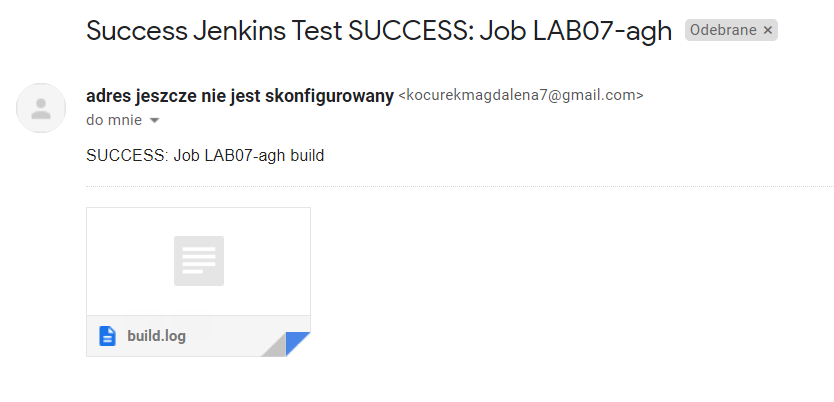 Success Jenkins Test SUCCESS: Job LAB07-agh Odebrane ×
adres jeszcze nie jest skonfigurowany <kocurekmagdalena7@gmail.com>
do mnie
SUCCESS: Job LAB07-agh build
build.log